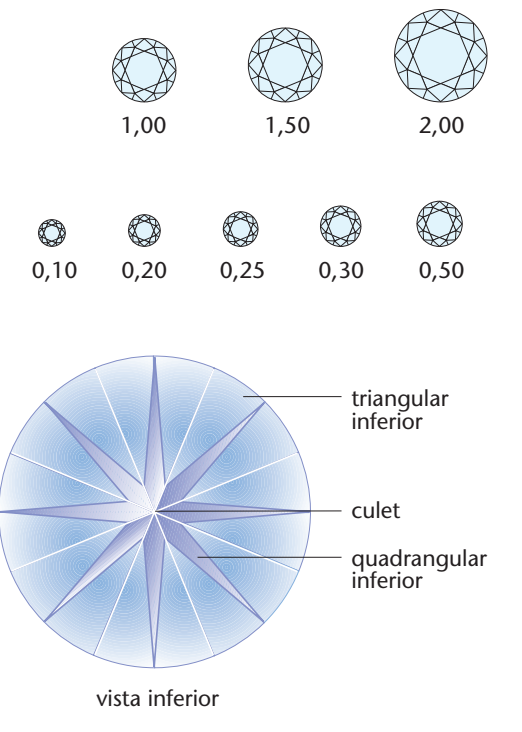 1,00 1,50 2,00
0,10 0,20 0,25 0,30 0,50
triangular
inferior
culet
quadrangular
inferior
vista inferior